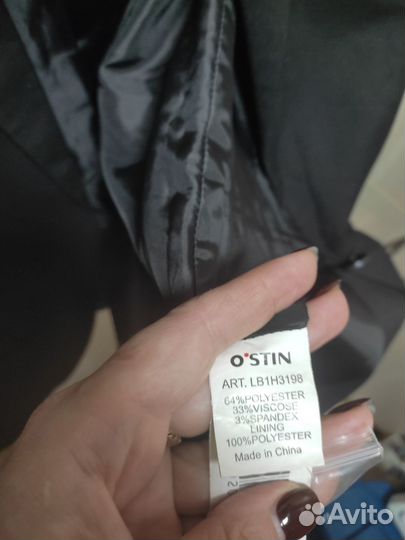 O'STIN
ART. LB1H3198
64%POLYESTER
33%VISCOSE
3%SPANDEX
LINING
100%POLYESTER
Made in China
Avito